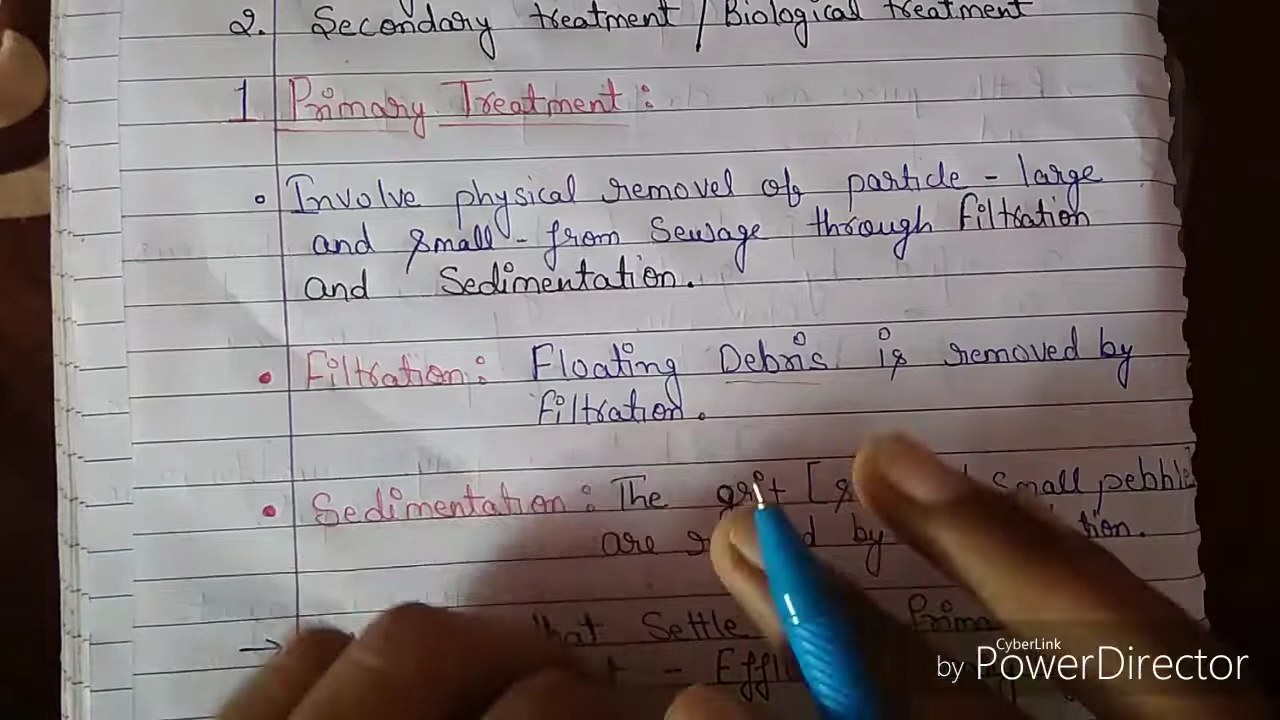 2. Secondary treatment / Biological treatment
1 Primary Treatment :
• Involve physical removel of particle - large
and small - from Sewage through filtration
and Sedimentation.
• Filtration : Floating Debris is removed by
filtration.
• Sedimentation : The grit [ small pebble
are by
→ that Settle
- 
CyberLink
by PowerDirector